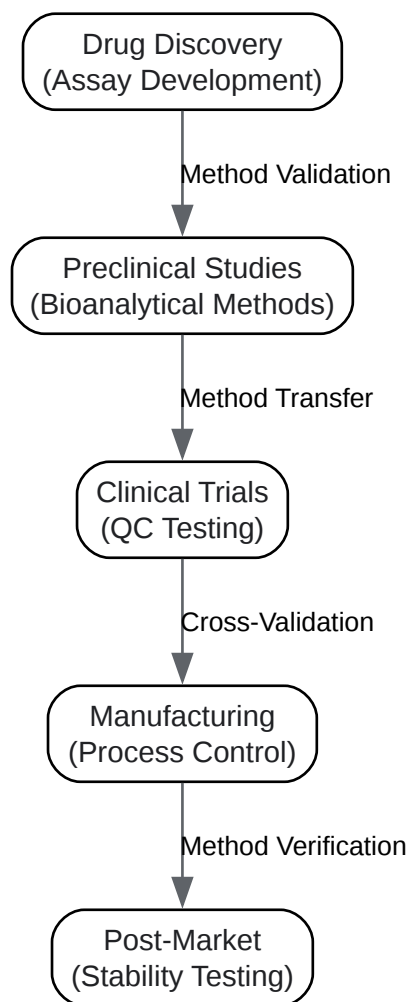 Drug Discovery
(Assay Development)
Method Validation
Preclinical Studies
(Bioanalytical Methods)
Method Transfer
Clinical Trials
(QC Testing)
Cross-Validation
Manufacturing
(Process Control)
Method Verification
Post-Market
(Stability Testing)